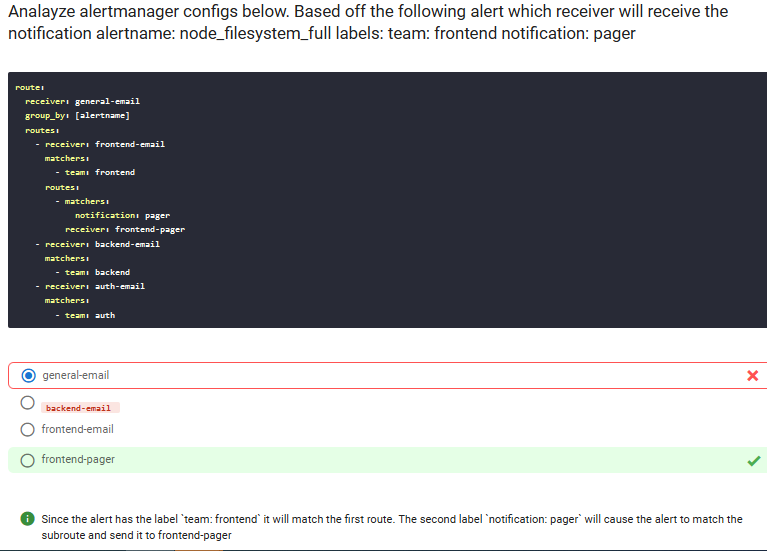 Analayze alertmanager configs below. Based off the following alert which receiver will receive the
notification alertname: node_filesystem_full labels: team: frontend notification: pager
route:
receiver: general-email
group_by: [alertname]
routes:
- receiver: frontend-email
matchers:
- team: frontend
routes:
- matchers:
notification: pager
receiver: frontend-pager
- receiver: backend-email
matchers:
- team: backend
- receiver: auth-email
matchers:
- team: auth
general-email
backend-email
frontend-email
frontend-pager
Since the alert has the label `team: frontend` it will match the first route. The second label `notification: pager` will cause the alert to match the
subroute and send it to frontend-pager